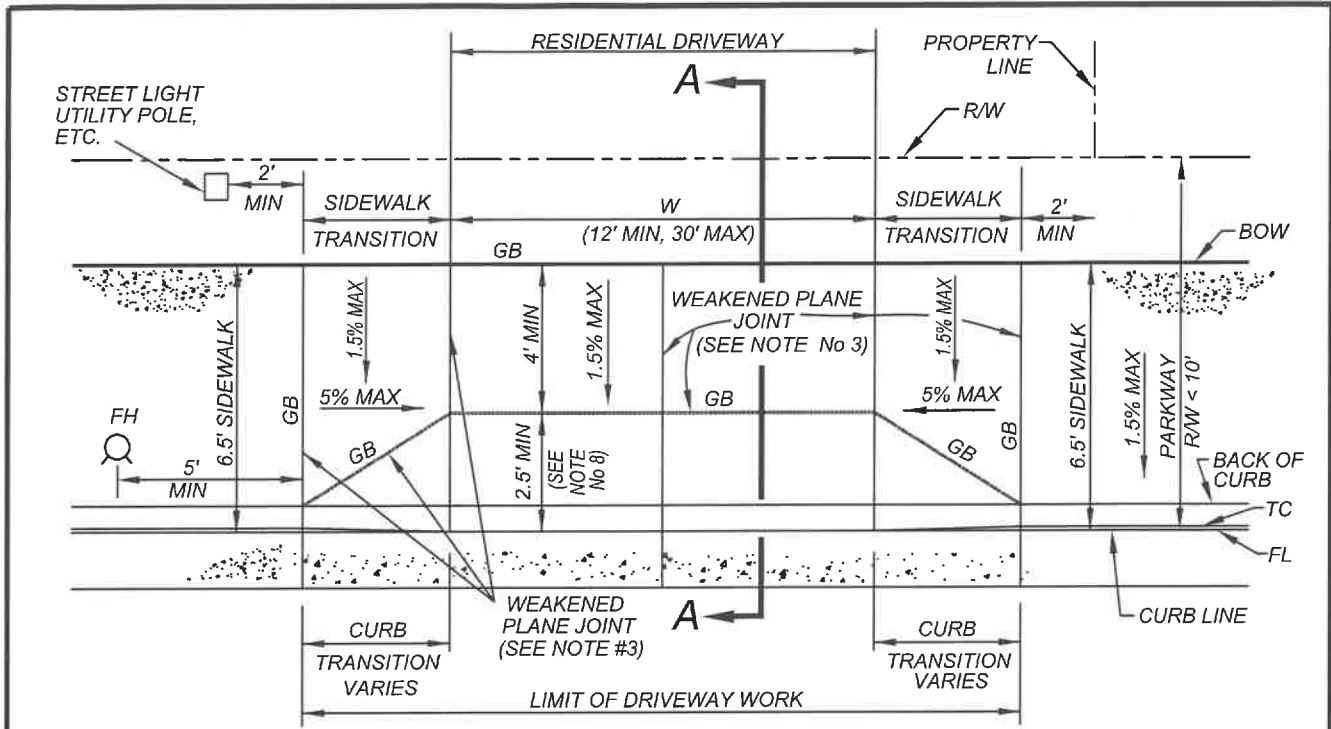 RESIDENTIAL DRIVEWAY
PROPERTY
LINE
A
STREET LIGHT
UTILITY POLE,
ETC.
R/W
2'
MIN
SIDEWALK
TRANSITION
W
(12' MIN, 30' MAX)
SIDEWALK
TRANSITION
2'
MIN
GB
BOW
6.5' SIDEWALK
GB
1.5% MAX
5% MAX
4' MIN
1.5% MAX
WEAKENED PLANE
JOINT
(SEE NOTE No 3)
GB
1.5% MAX
5% MAX
GB
6.5' SIDEWALK
1.5% MAX
PARKWAY
R/W < 10'
FH
5'
MIN
GB
2.5' MIN
(SEE
NOTE
No 8)
GB
BACK OF
CURB
TC
FL
CURB LINE
WEAKENED
PLANE JOINT
(SEE NOTE #3)
A
CURB
TRANSITION
VARIES
CURB
TRANSITION
VARIES
LIMIT OF DRIVEWAY WORK